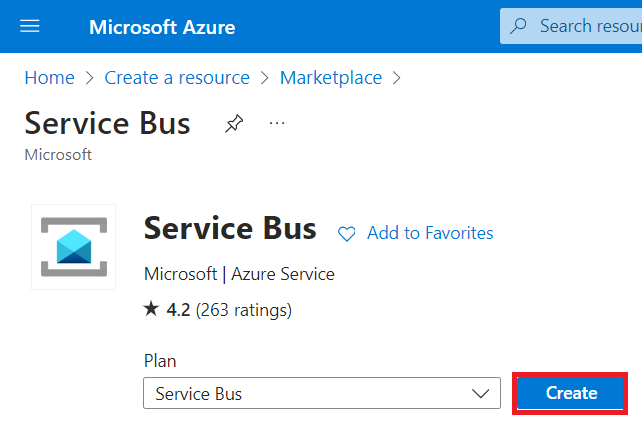 Microsoft Azure
Search resou
Home > Create a resource > Marketplace >
Service Bus
...
Microsoft
Service Bus
Add to Favorites
Microsoft | Azure Service
★ 4.2 (263 ratings)
Plan
Service Bus
Create